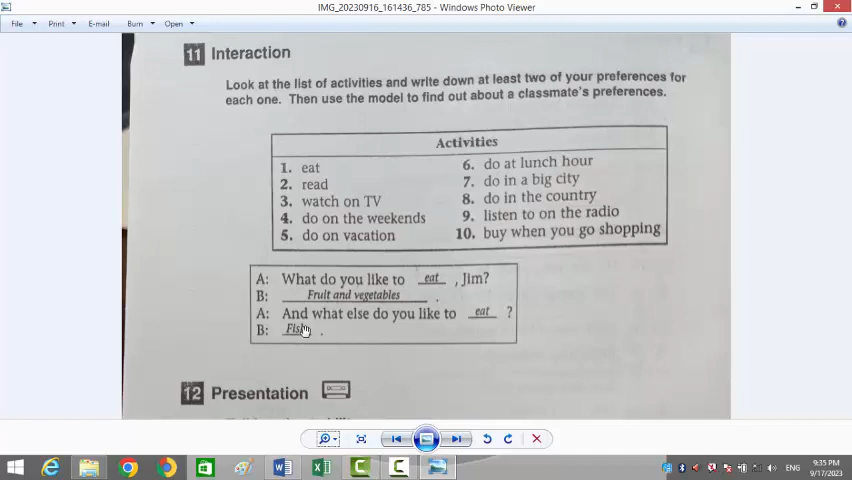 IMG_20230916_161436_785 - Windows Photo Viewer
File Print E-mail Burn Open
11 Interaction
Look at the list of activities and write down at least two of your preferences for
each one. Then use the model to find out about a classmate's preferences.
Activities
1. eat
2. read
3. watch on TV
4. do on the weekends
5. do on vacation
6. do at lunch hour
7. do in a big city
8. do in the country
9. listen to on the radio
10. buy when you go shopping
A: What do you like to eat , Jim?
B: Fruit and vegetables .
A: And what else do you like to eat ?
B: Fish .
12 Presentation
ENG
9:35 PM
9/17/2023